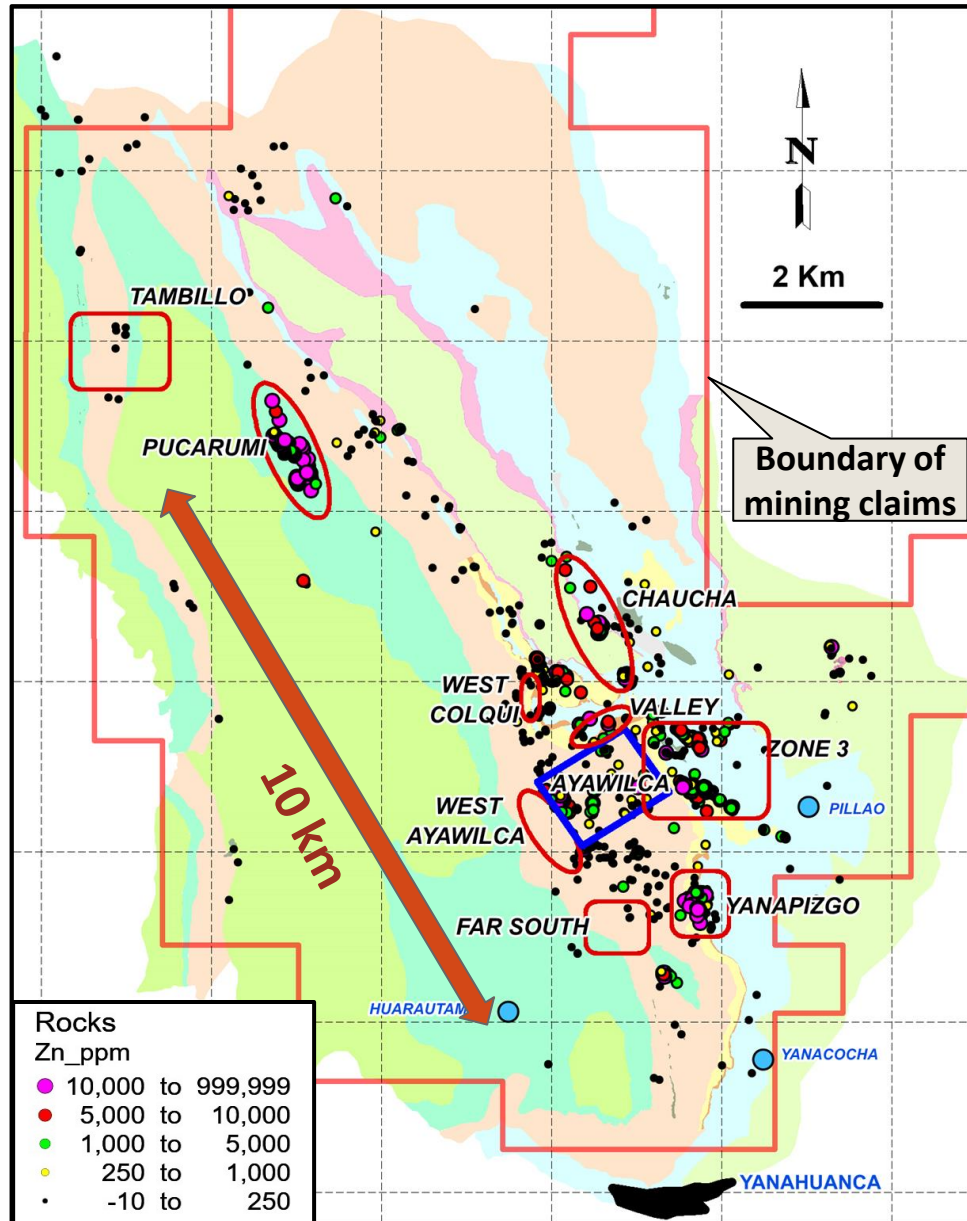 N
2 Km
TAMBILLO
PUCARUMI
Boundary of
mining claims
CHAUCHA
WEST
COLQUI
VALLEY
ZONE 3
AYAWILCA
WEST
AYAWILCA
PILLAO
10 km
YANAPIZGO
FAR SOUTH
HUARAUTAM
YANACOCHA
YANAHUANCA
Rocks
Zn_ppm
10,000 to 999,999
5,000 to 10,000
1,000 to 5,000
250 to 1,000
-10 to 250